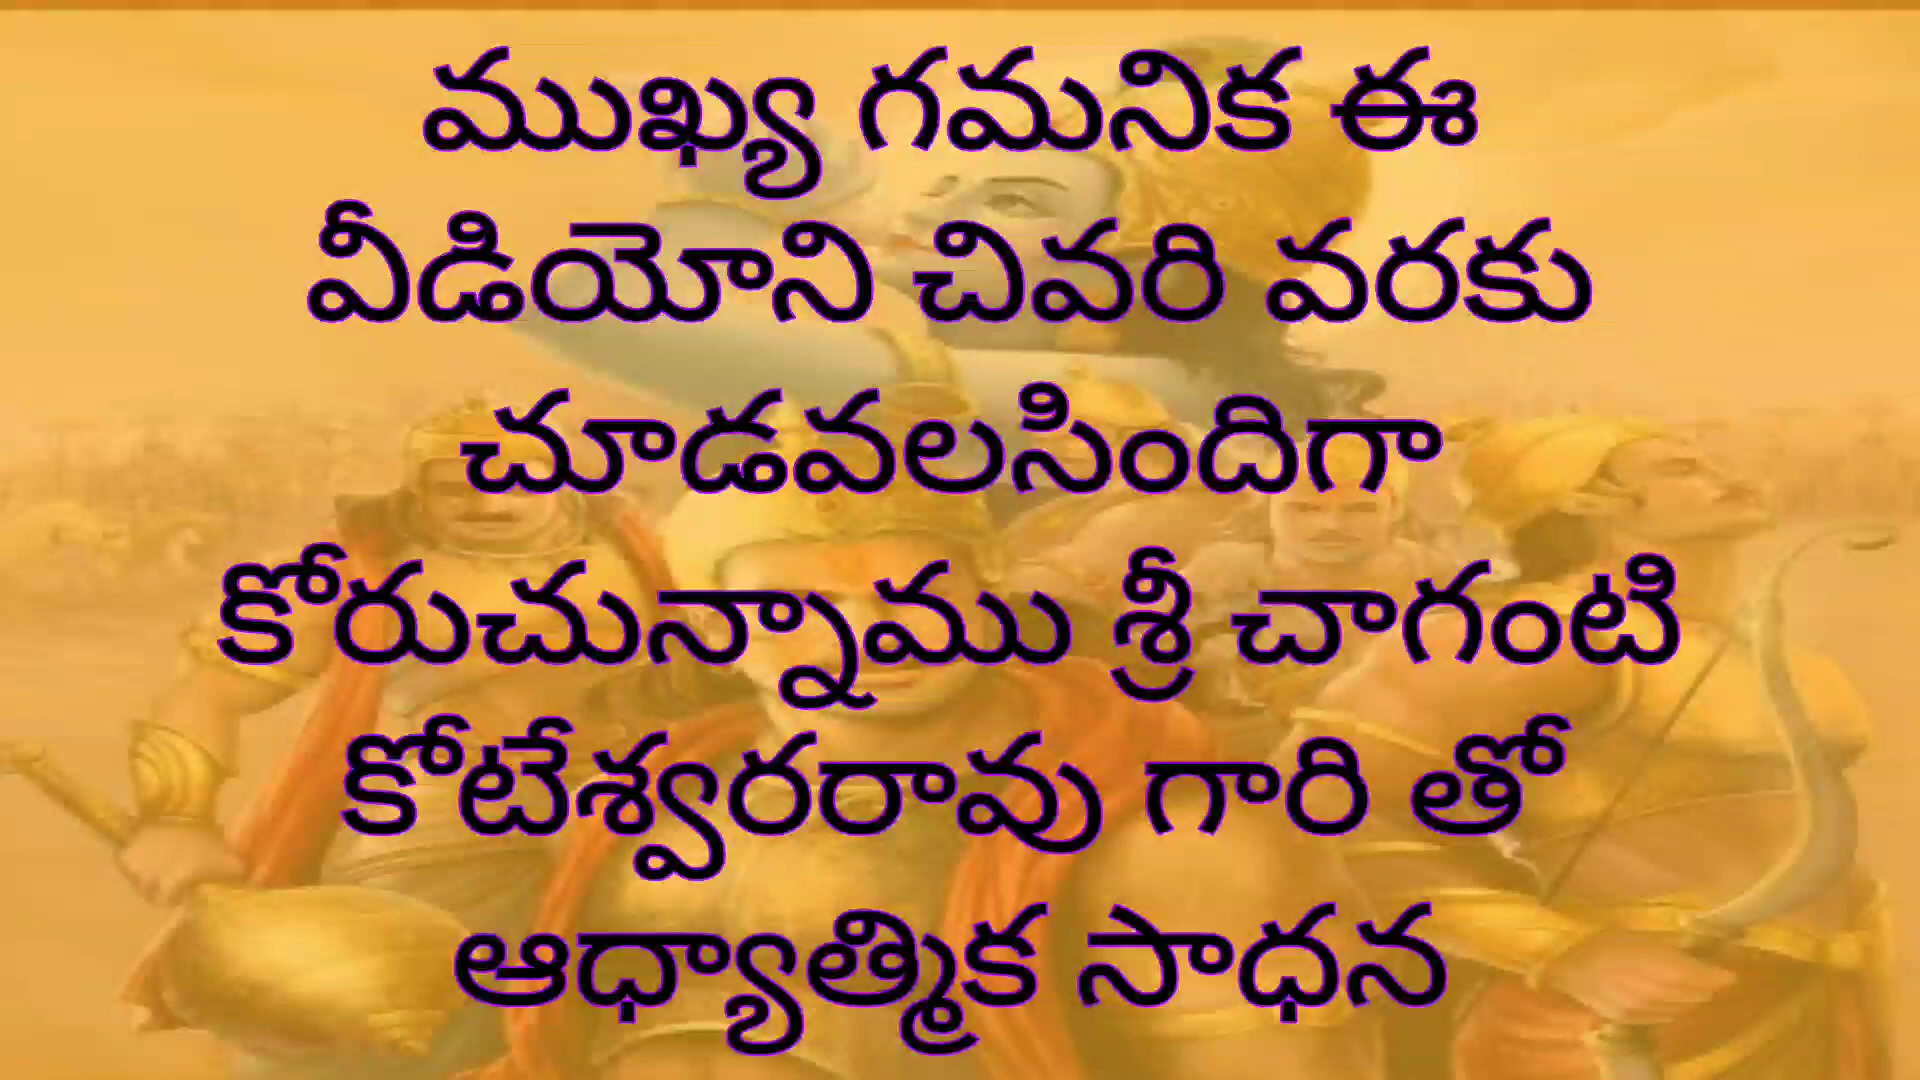 ముఖ్య గమనిక ఈ
వీడియోని చివరి వరకు
చూడవలసిందిగా
కోరుచున్నాము శ్రీ చాగంటి
కోటేశ్వరరావు గారి తో
ఆధ్యాత్మిక సాధన